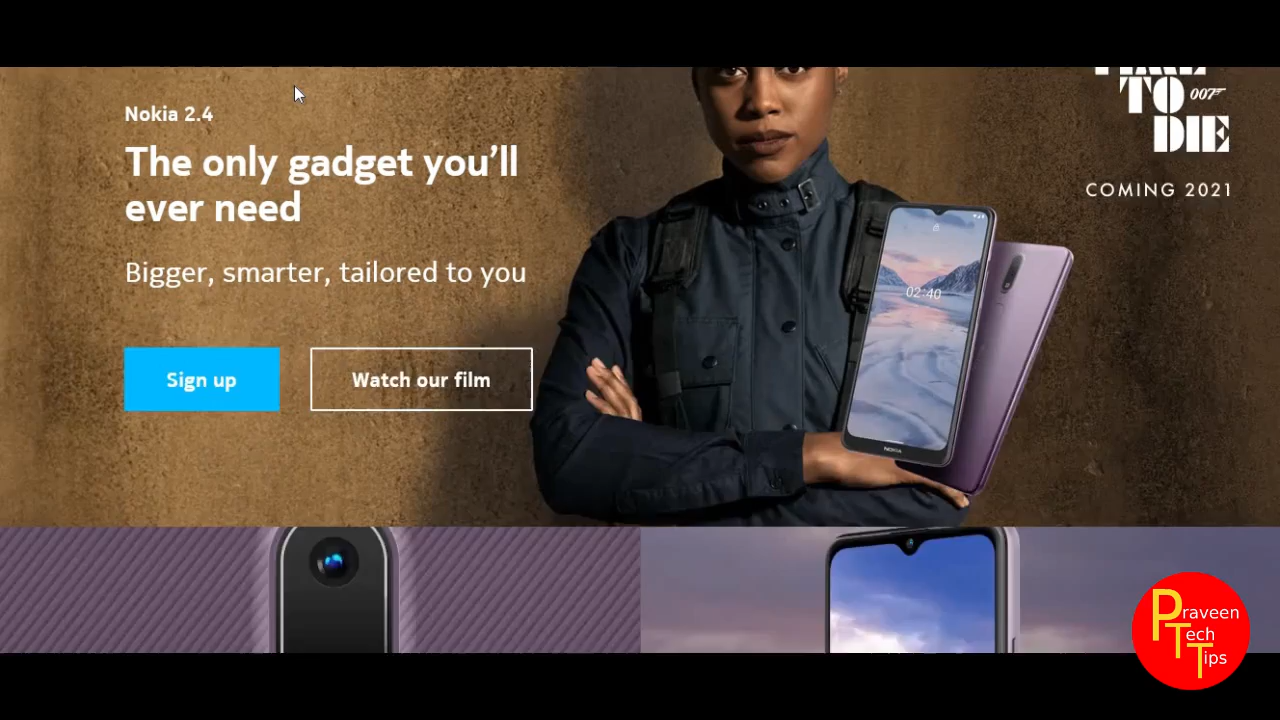 Nokia 2.4
The only gadget you'll
ever need
Bigger, smarter, tailored to you
Sign up
Watch our film
TO 007
DIE
COMING 2021
02:40
NOKIA
Praveen
Tech
Tips